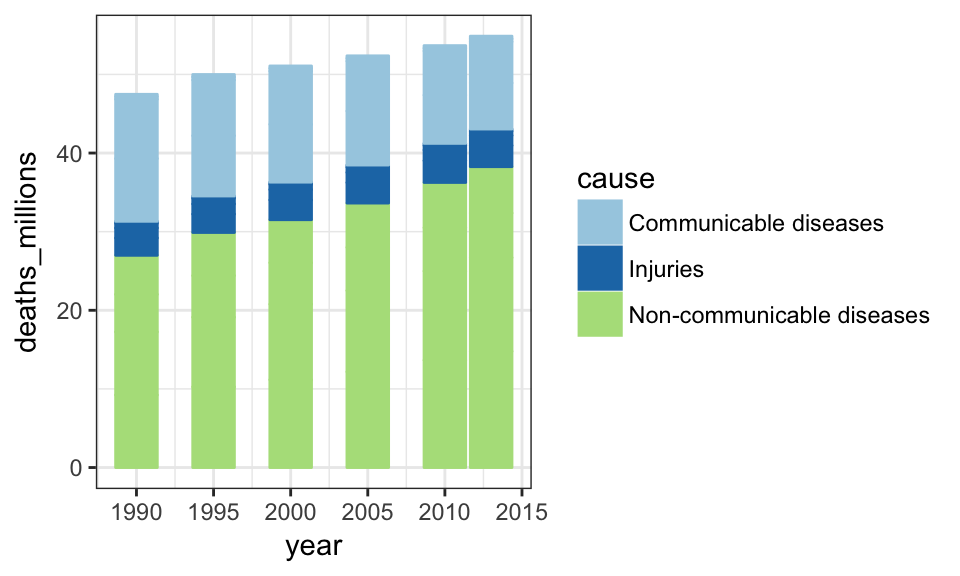 deaths_millions
40
20
0
1990 1995 2000 2005 2010 2015
year
cause
Communicable diseases
Injuries
Non-communicable diseases